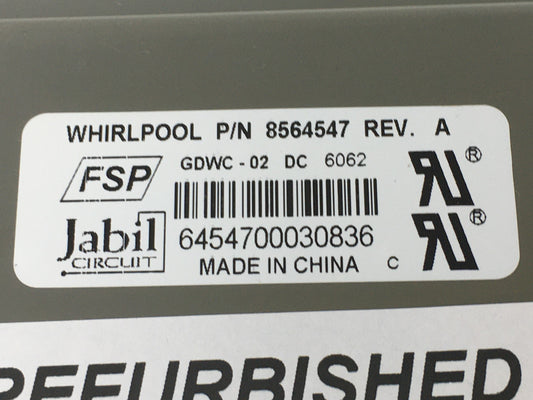 WHIRLPOOL P/N 8564547 REV. A
FSP
GDWC - 02 DC 6062
Jabil
CIRCUIT
6454700030836
MADE IN CHINA C
REFURBISHED